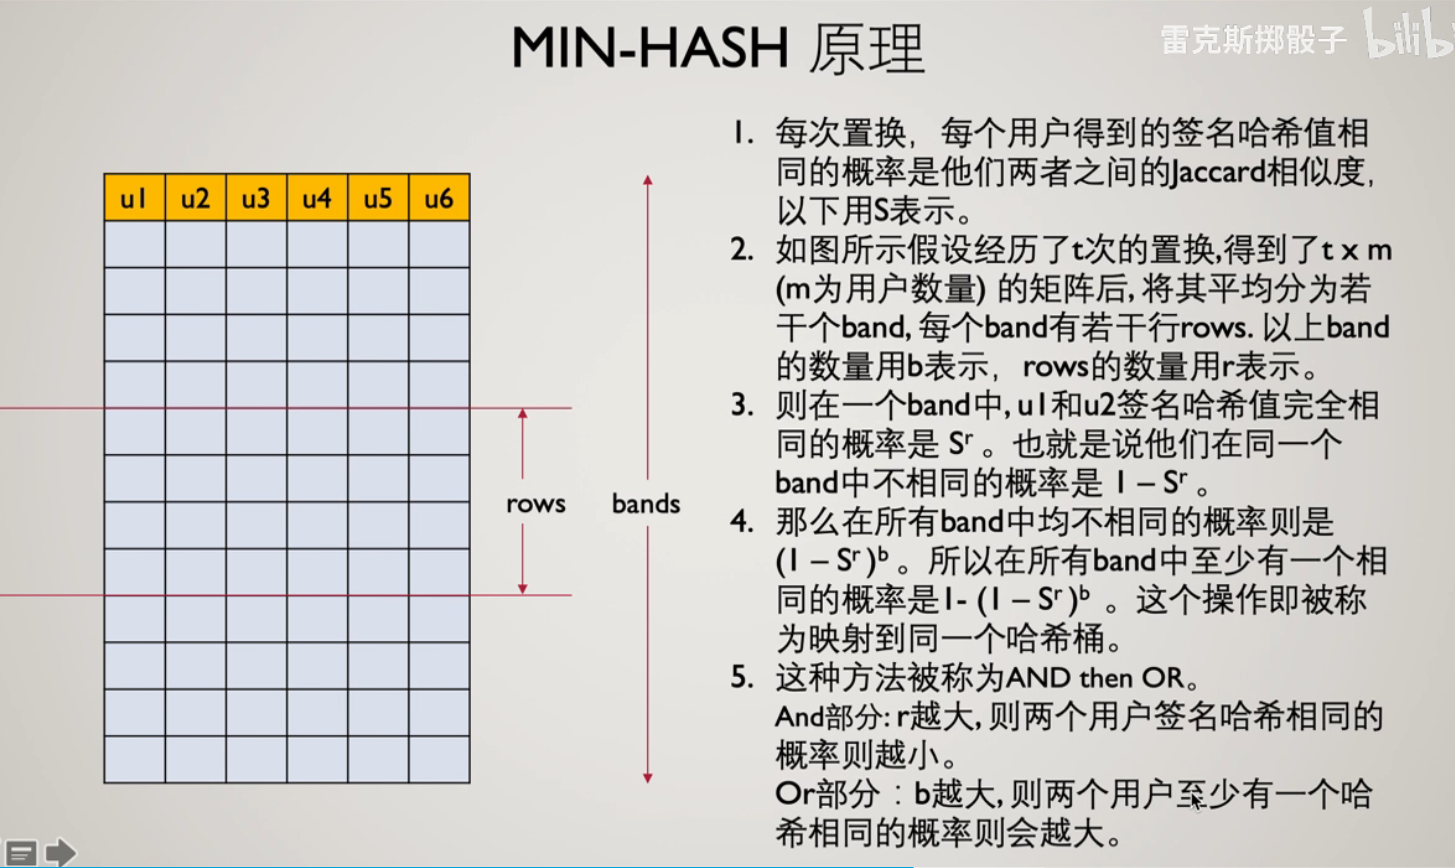 MIN-HASH 原理
雷克斯掷骰子 bilib
u1 u2 u3 u4 u5 u6
rows
bands
1. 每次置换，每个用户得到的签名哈希值相
同的概率是他们两者之间的Jaccard相似度，
以下用S表示。
2. 如图所示假设经历了t次的置换,得到了t x m
(m为用户数量) 的矩阵后, 将其平均分为若
干个band, 每个band有若干行rows. 以上band
的数量用b表示，rows的数量用r表示。
3. 则在一个band中, u1和u2签名哈希值完全相
同的概率是 Sʳ 。也就是说他们在同一个
band中不相同的概率是 1 – Sʳ 。
4. 那么在所有band中均不相同的概率则是
(1 – Sʳ )ᵇ 。所以在所有band中至少有一个相
同的概率是1- (1 – Sʳ )ᵇ 。这个操作即被称
为映射到同一个哈希桶。
5. 这种方法被称为AND then OR。
And部分: r越大, 则两个用户签名哈希相同的
概率则越小。
Or部分：b越大, 则两个用户至少有一个哈
希相同的概率则会越大。